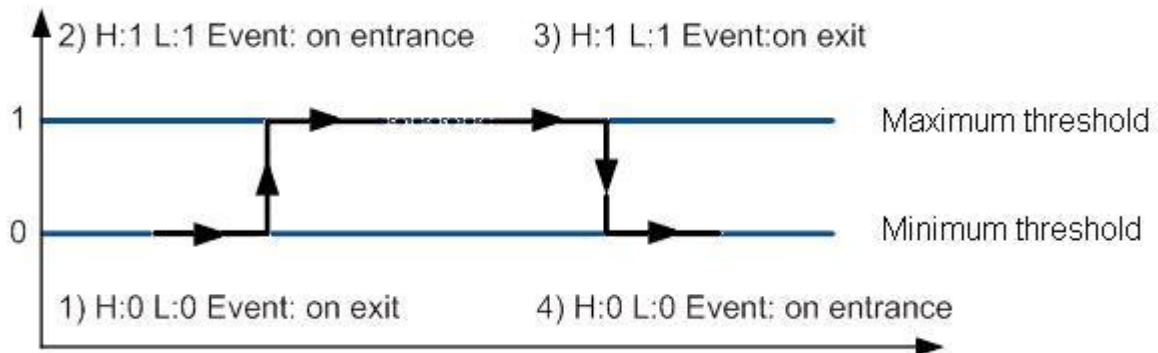 2) H:1 L:1 Event: on entrance
3) H:1 L:1 Event:on exit
1
Maximum threshold
0
Minimum threshold
1) H:0 L:0 Event: on exit
4) H:0 L:0 Event: on entrance